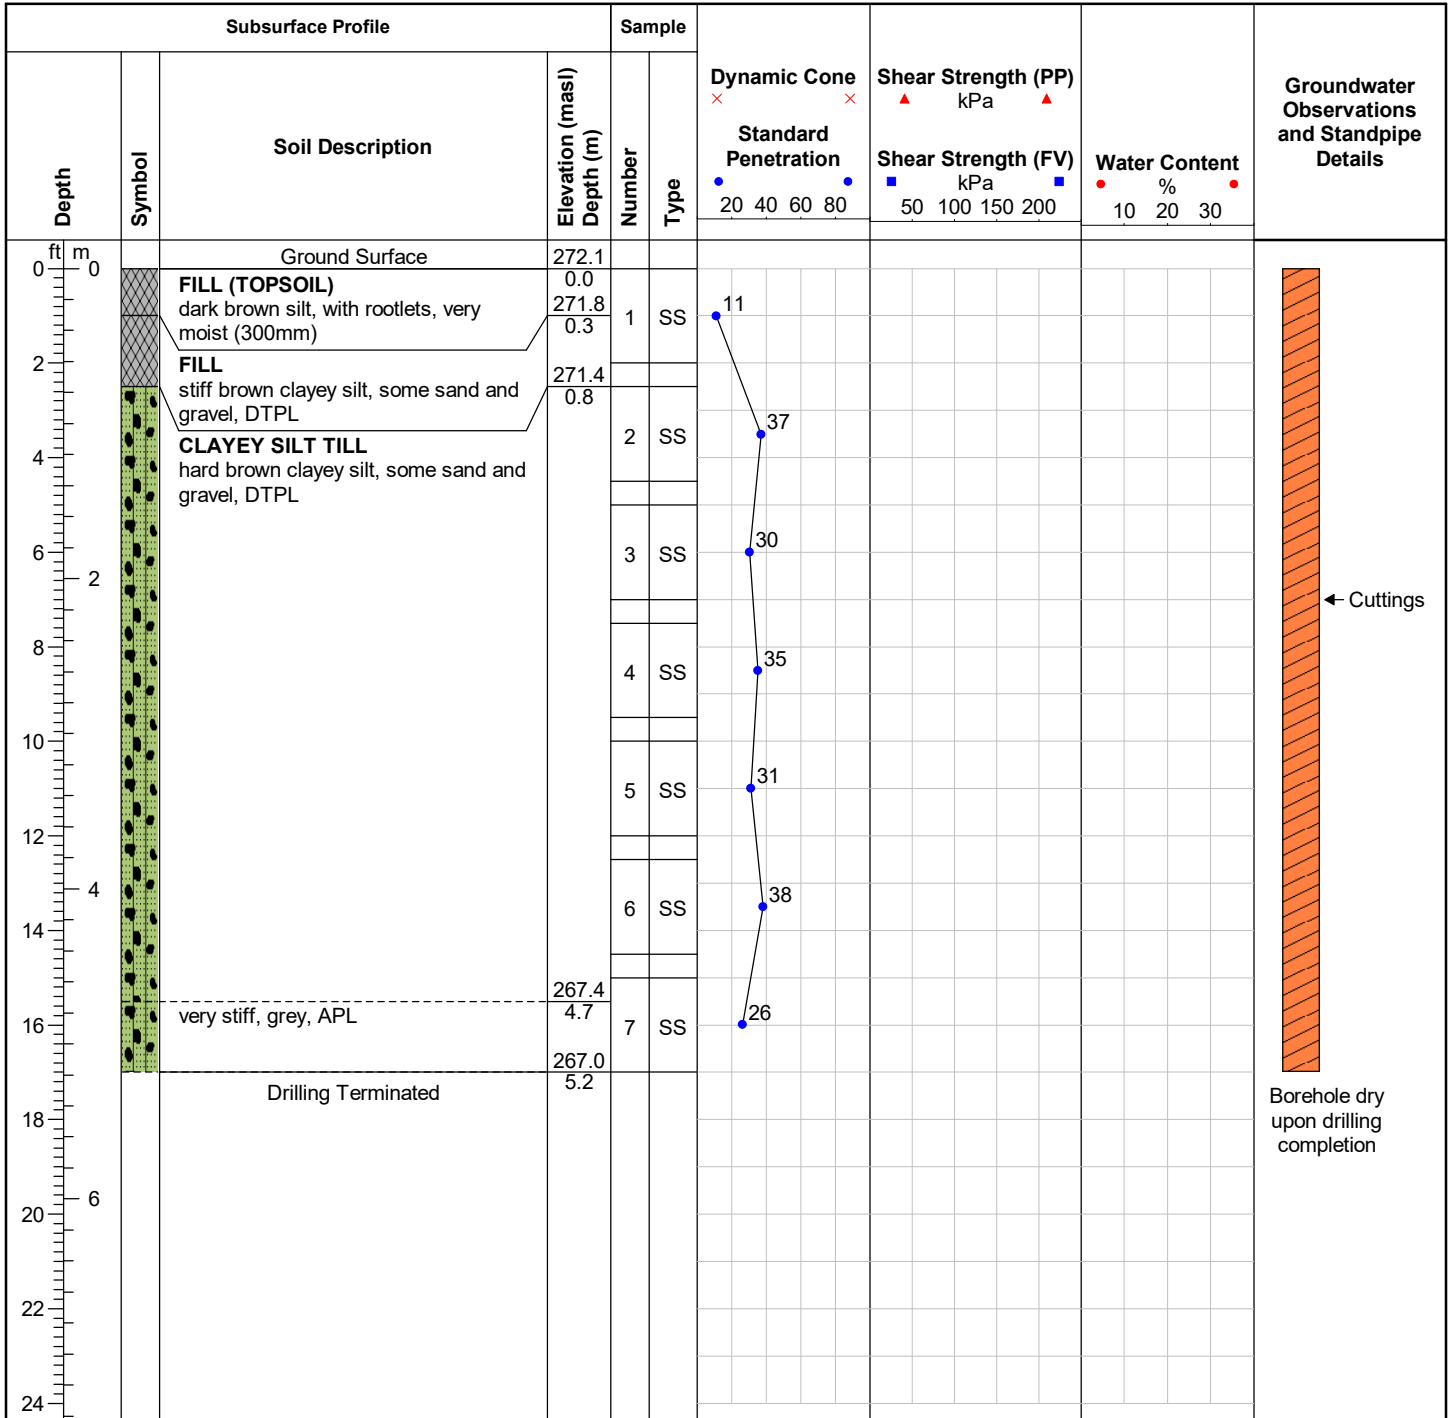 Subsurface Profile
Sample
Depth
Symbol
Soil Description
Elevation (masl)
Depth (m)
Number
Type
Dynamic Cone
Standard
Penetration
20 40 60 80
Shear Strength (PP)
kPa
Shear Strength (FV)
kPa
50 100 150 200
Water Content
%
10 20 30
Groundwater
Observations
and Standpipe
Details
ft m
Ground Surface
272.1
0 0
0.0
FILL (TOPSOIL)
dark brown silt, with rootlets, very
moist (300mm)
271.8
0.3
1 SS
11
2
FILL
stiff brown clayey silt, some sand and
gravel, DTPL
271.4
0.8
CLAYEY SILT TILL
hard brown clayey silt, some sand and
gravel, DTPL
2 SS
37
4
3 SS
30
6
2
Cuttings
8
4 SS
35
10
5 SS
31
12
4
6 SS
38
14
267.4
4.7
very stiff, grey, APL
7 SS
26
16
267.0
5.2
Drilling Terminated
Borehole dry
upon drilling
completion
18
6
20
22
24